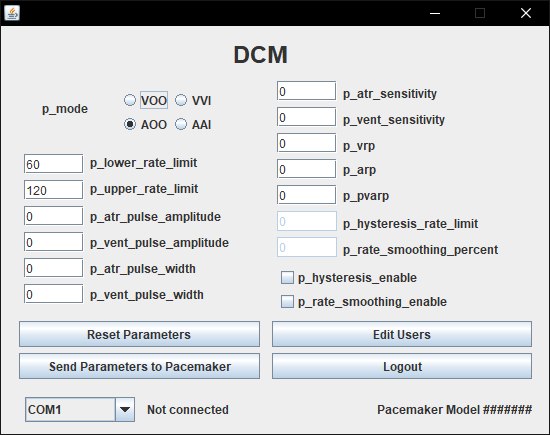 DCM
p_mode
VOO VVI
AOO AAI
60 p_lower_rate_limit
120 p_upper_rate_limit
0 p_atr_pulse_amplitude
0 p_vent_pulse_amplitude
0 p_atr_pulse_width
0 p_vent_pulse_width
0 p_atr_sensitivity
0 p_vent_sensitivity
0 p_vrp
0 p_arp
0 p_pvarp
0 p_hysteresis_rate_limit
0 p_rate_smoothing_percent
p_hysteresis_enable
p_rate_smoothing_enable
Reset Parameters Edit Users
Send Parameters to Pacemaker Logout
COM1 Not connected Pacemaker Model #######